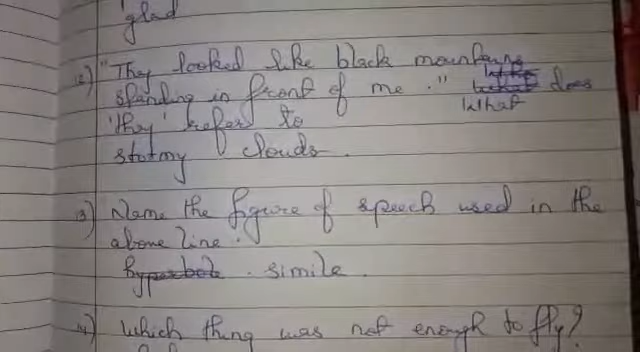 glad
2) "They looked like black mountains
standing in front of me." does
What
'they' refer to
stormy clouds.
3) Name the figure of speech used in the
above line.
hyperbole. simile.
4) Which thing was not enough to fly?